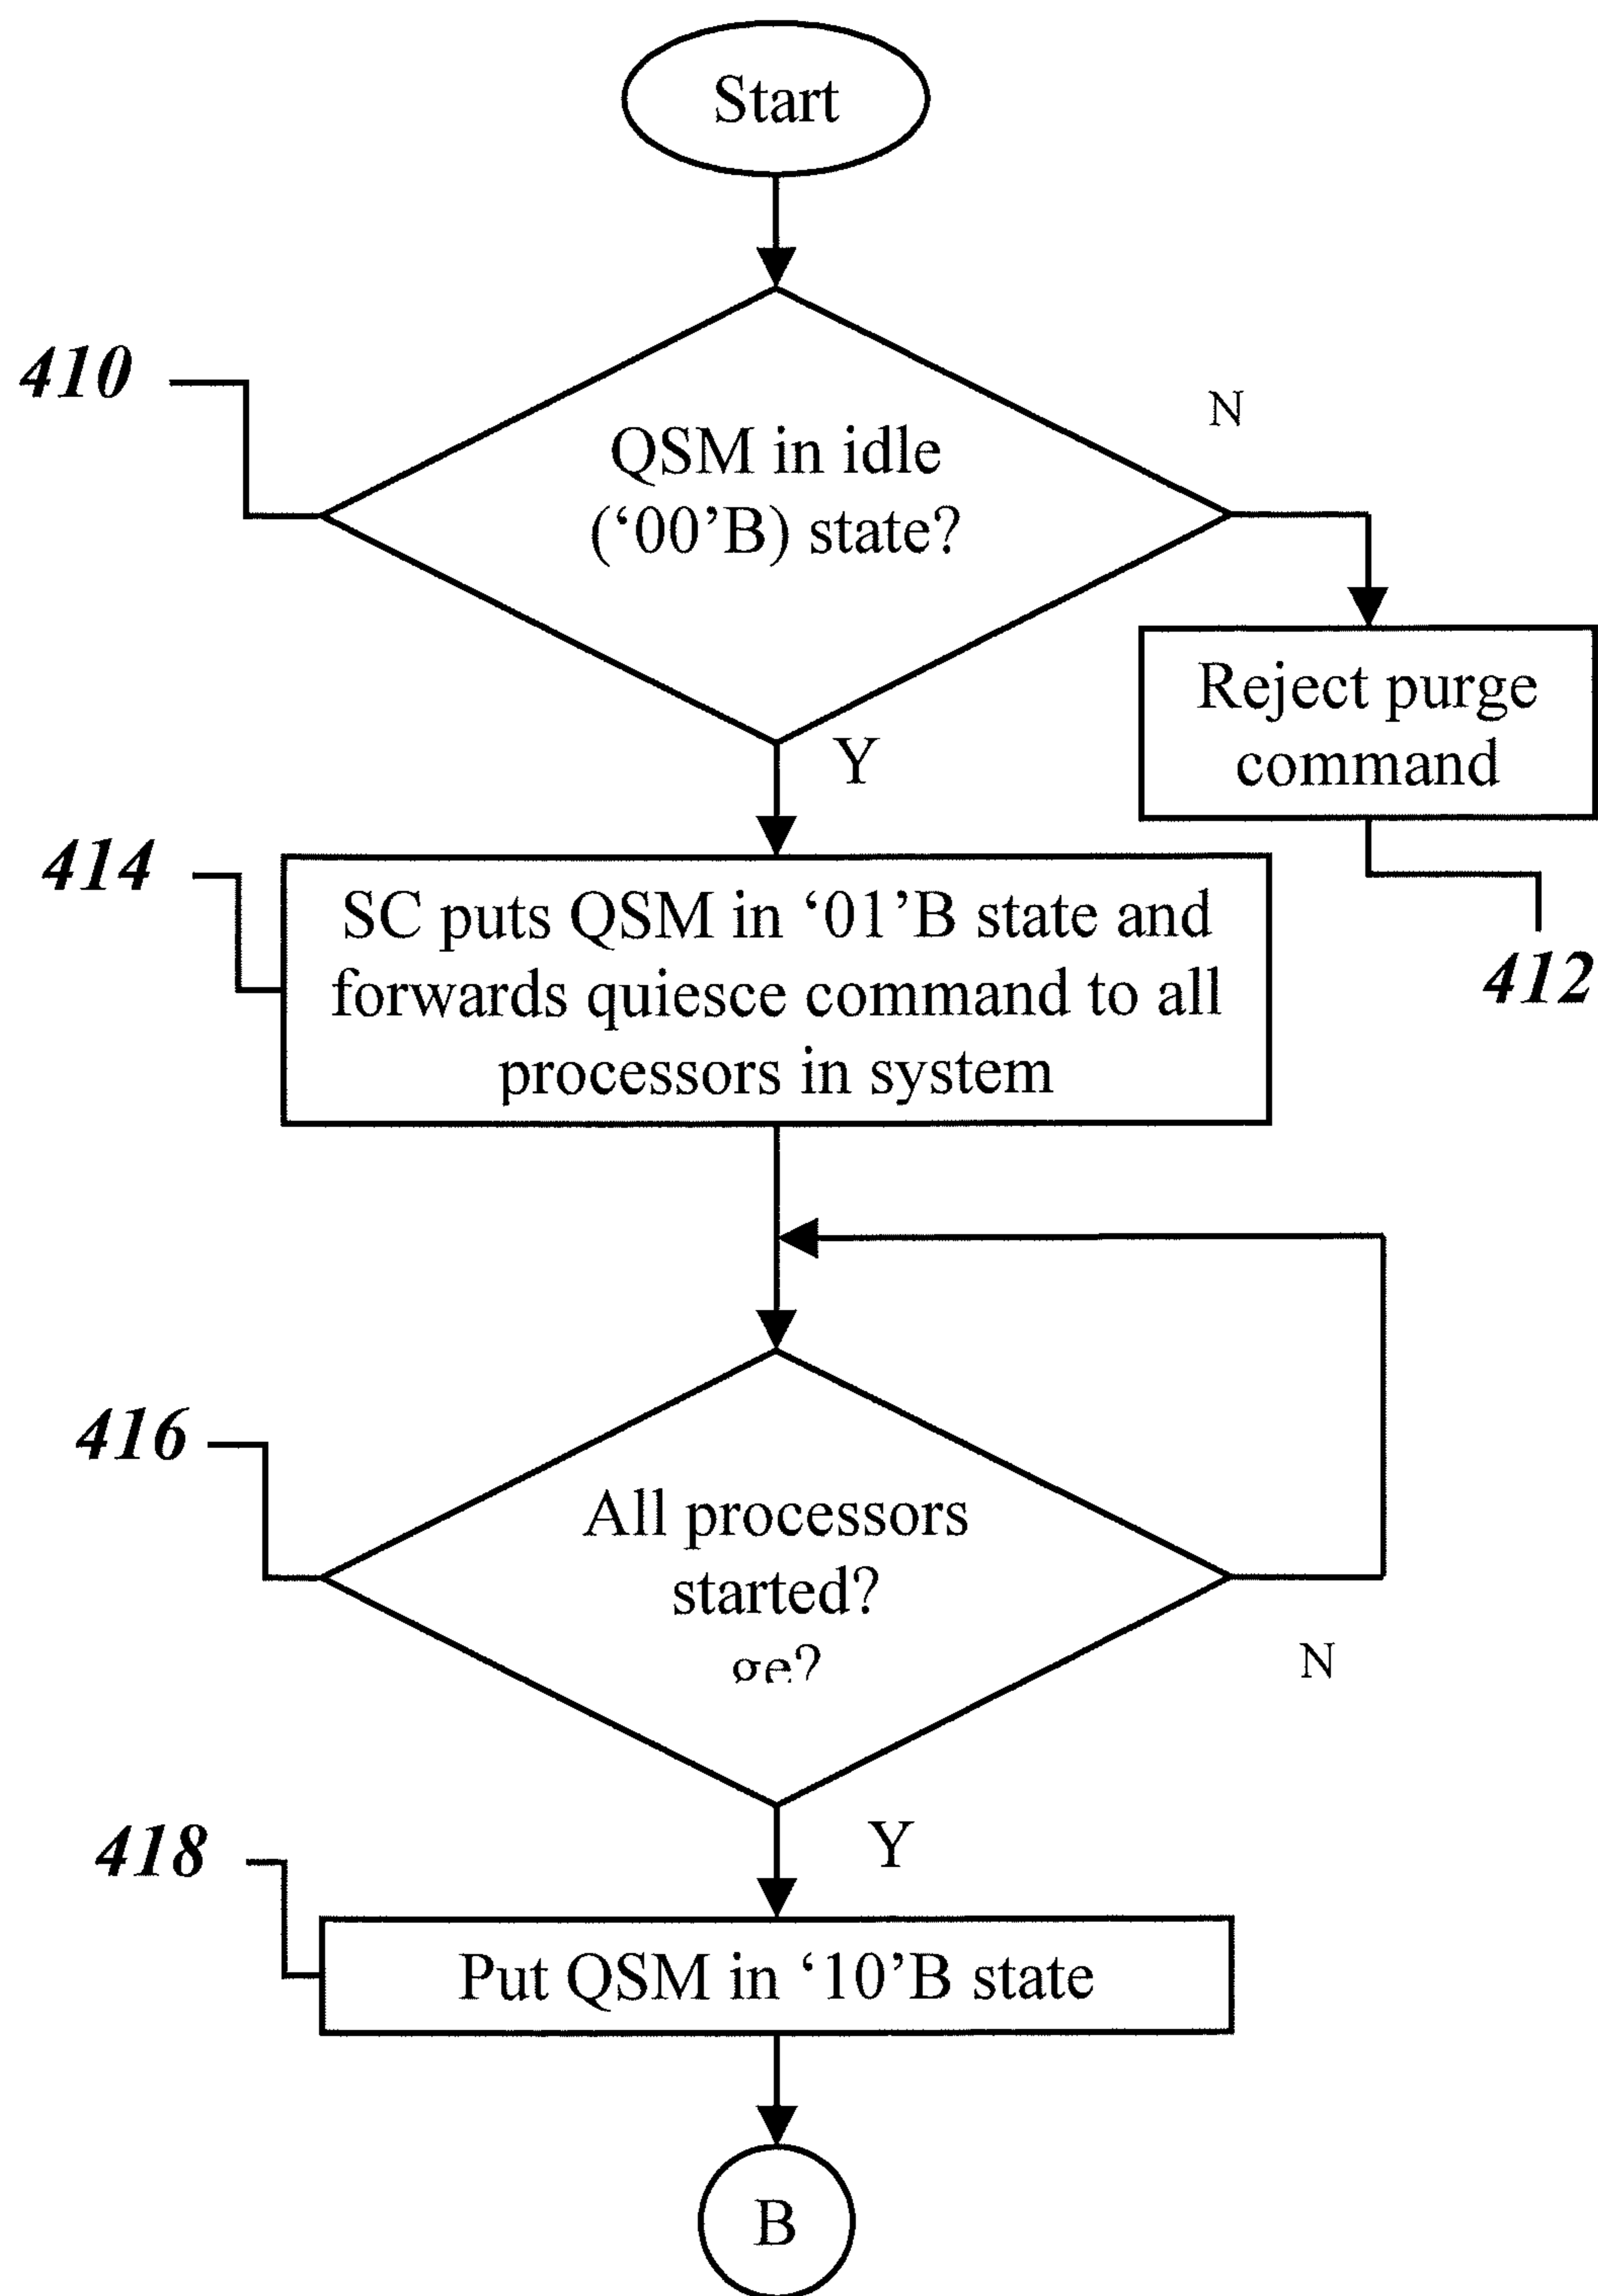 Start
410
QSM in idle
(‘00’B) state?
N
Y
Reject purge
command
412
414
SC puts QSM in ‘01’B state and
forwards quiesce command to all
processors in system
416
All processors
started?
ge?
N
Y
418
Put QSM in ‘10’B state
B